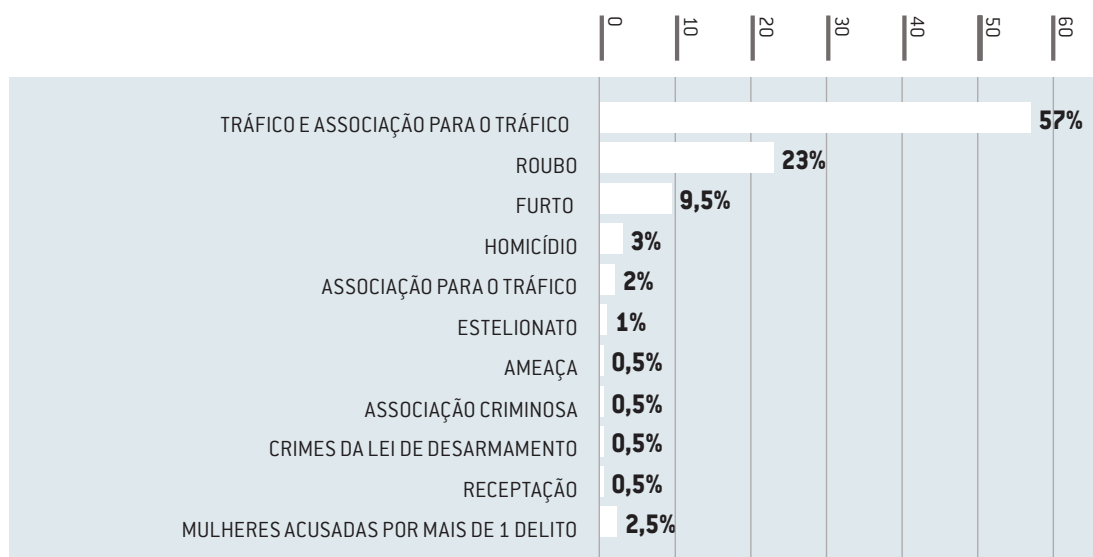 0 10 20 30 40 50 60
TRÁFICO E ASSOCIAÇÃO PARA O TRÁFICO 57%
ROUBO 23%
FURTO 9,5%
HOMICÍDIO 3%
ASSOCIAÇÃO PARA O TRÁFICO 2%
ESTELIONATO 1%
AMEAÇA 0,5%
ASSOCIAÇÃO CRIMINOSA 0,5%
CRIMES DA LEI DE DESARMAMENTO 0,5%
RECEPTAÇÃO 0,5%
MULHERES ACUSADAS POR MAIS DE 1 DELITO 2,5%